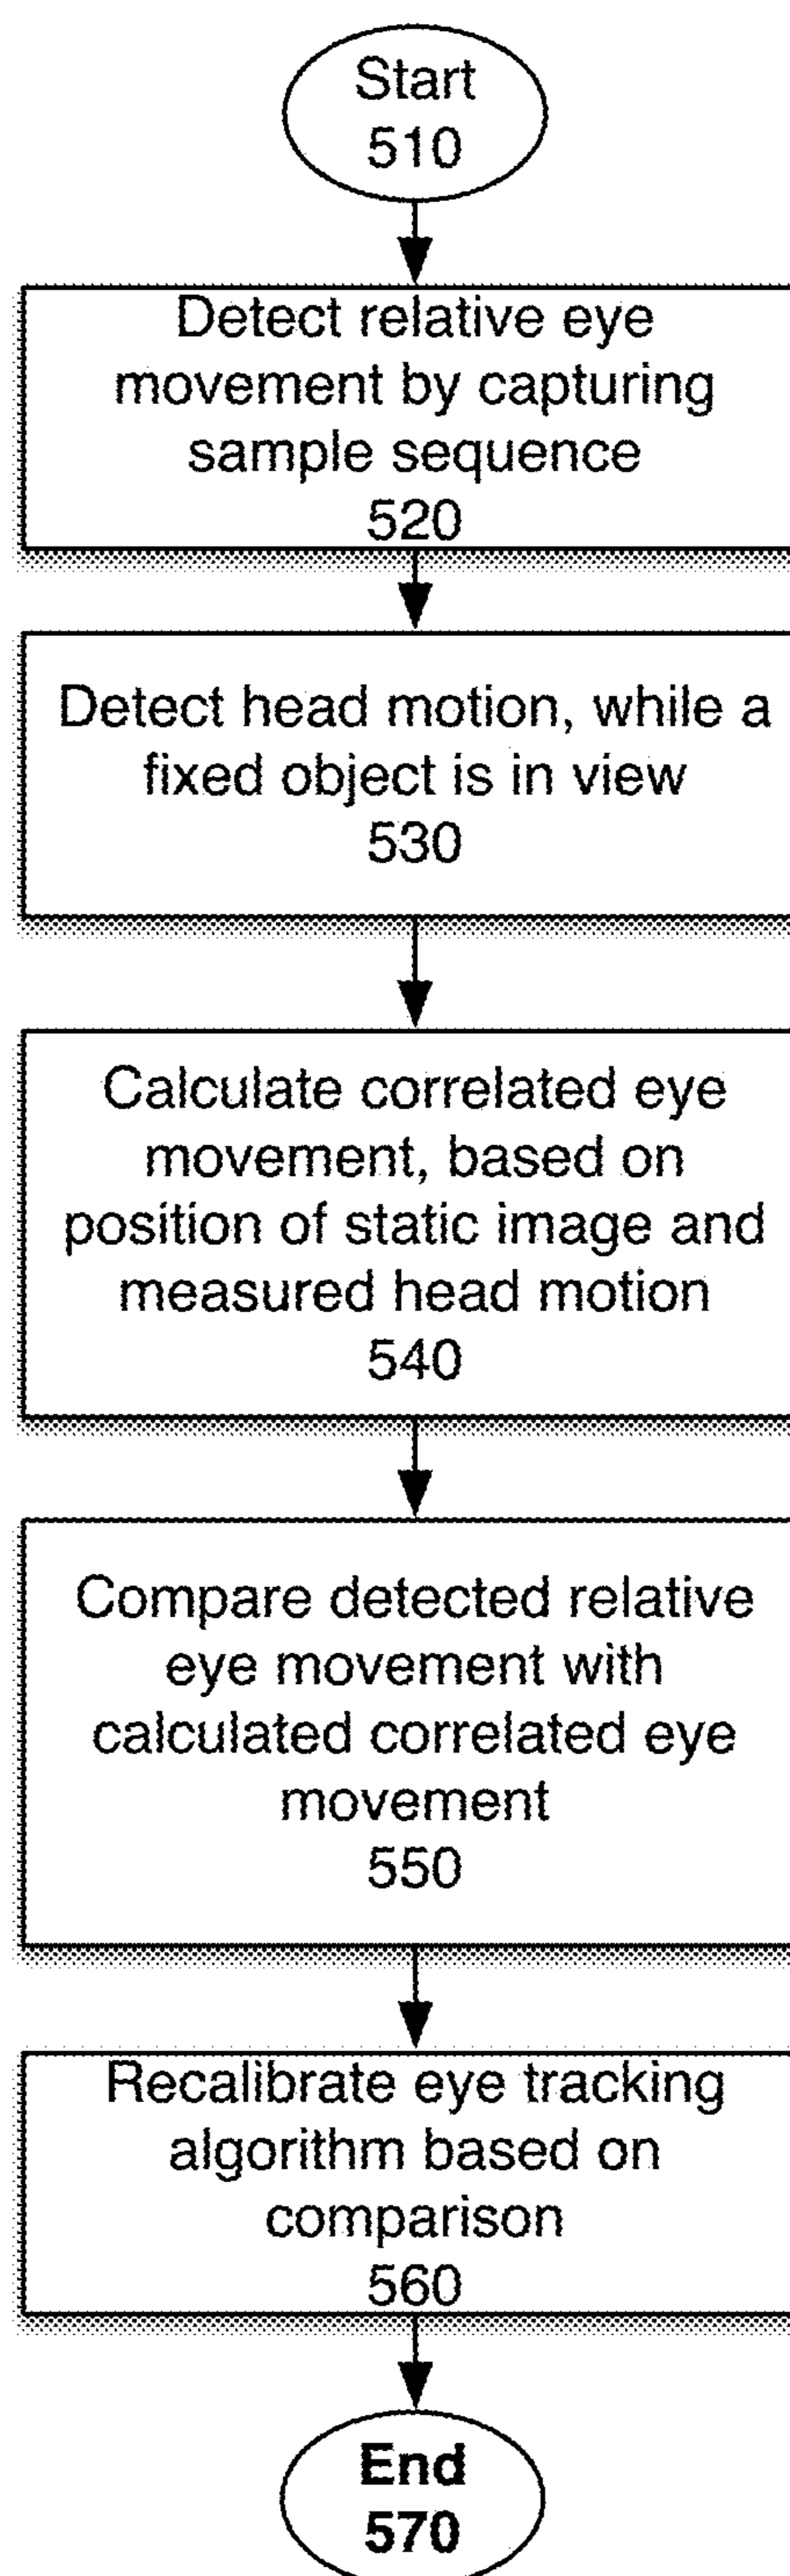 Start
510
Detect relative eye
movement by capturing
sample sequence
520
Detect head motion, while a
fixed object is in view
530
Calculate correlated eye
movement, based on
position of static image and
measured head motion
540
Compare detected relative
eye movement with
calculated correlated eye
movement
550
Recalibrate eye tracking
algorithm based on
comparison
560
End
570